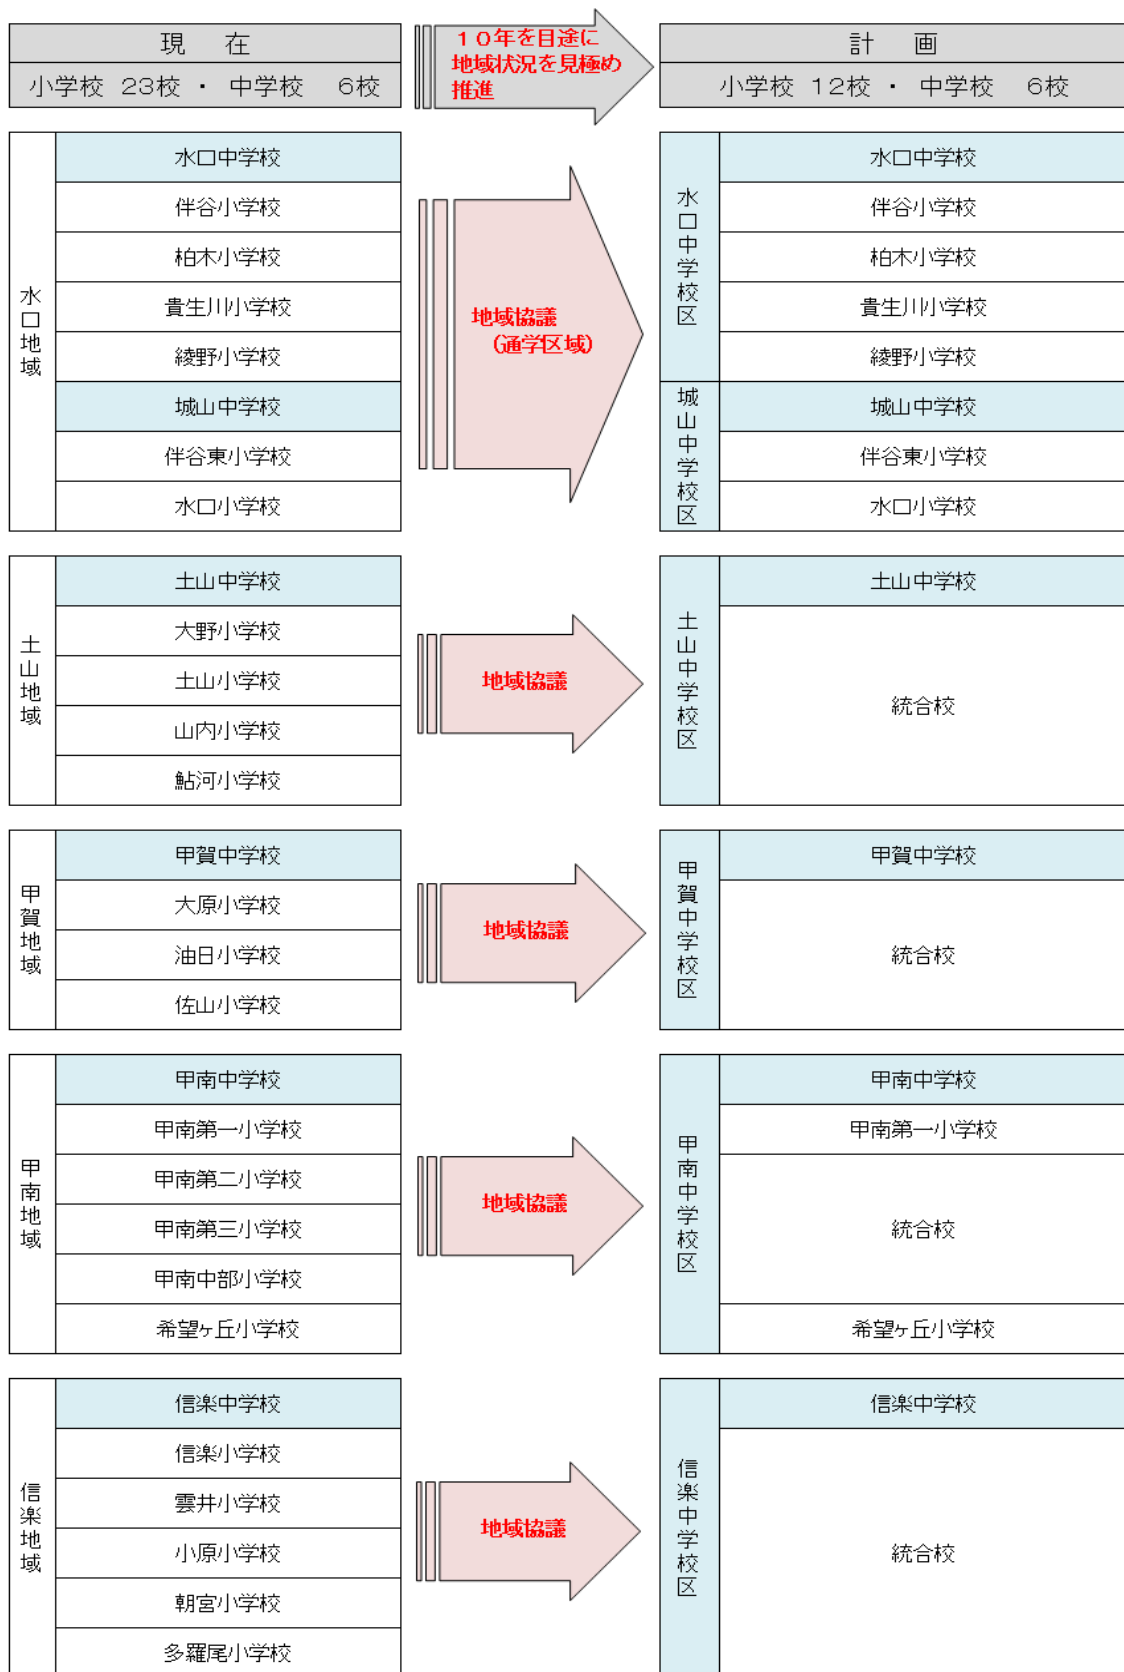 現　在
小学校 23校 ・ 中学校　6校
１０年を目途に
地域状況を見極め
推進
計　画
小学校 12校 ・ 中学校　6校
水口地域
水口中学校
伴谷小学校
柏木小学校
貴生川小学校
綾野小学校
城山中学校
伴谷東小学校
水口小学校
地域協議
（通学区域）
水口中学校区
水口中学校
伴谷小学校
柏木小学校
貴生川小学校
綾野小学校
城山中学校区
城山中学校
伴谷東小学校
水口小学校
土山地域
土山中学校
大野小学校
土山小学校
山内小学校
鮎河小学校
地域協議
土山中学校区
土山中学校
統合校
甲賀地域
甲賀中学校
大原小学校
油日小学校
佐山小学校
地域協議
甲賀中学校区
甲賀中学校
統合校
甲南地域
甲南中学校
甲南第一小学校
甲南第二小学校
甲南第三小学校
甲南中部小学校
希望ヶ丘小学校
地域協議
甲南中学校区
甲南中学校
甲南第一小学校
統合校
希望ヶ丘小学校
信楽地域
信楽中学校
信楽小学校
雲井小学校
小原小学校
朝宮小学校
多羅尾小学校
地域協議
信楽中学校区
信楽中学校
統合校